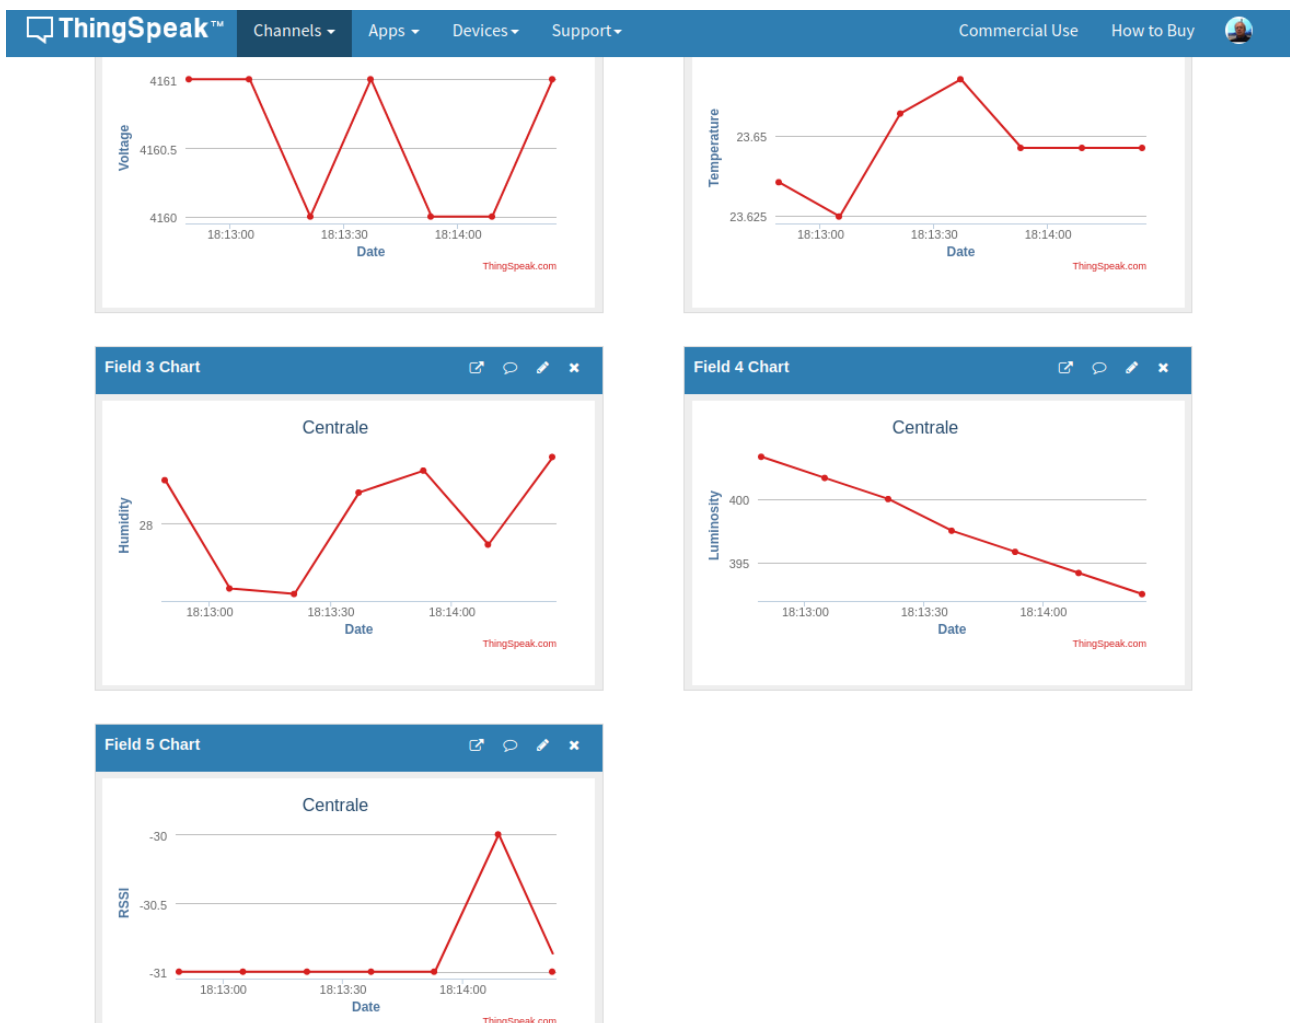 ThingSpeak™ Channels Apps Devices Support Commercial Use How to Buy
4161
4160.5
4160
Voltage
18:13:00 18:13:30 18:14:00
Date
ThingSpeak.com
23.65
23.625
Temperature
18:13:00 18:13:30 18:14:00
Date
ThingSpeak.com
Field 3 Chart
Centrale
Humidity
28
18:13:00 18:13:30 18:14:00
Date
ThingSpeak.com
Field 4 Chart
Centrale
Luminosity
400
395
18:13:00 18:13:30 18:14:00
Date
ThingSpeak.com
Field 5 Chart
Centrale
-30
RSSI
-30.5
-31
18:13:00 18:13:30 18:14:00
Date
ThingSpeak.com